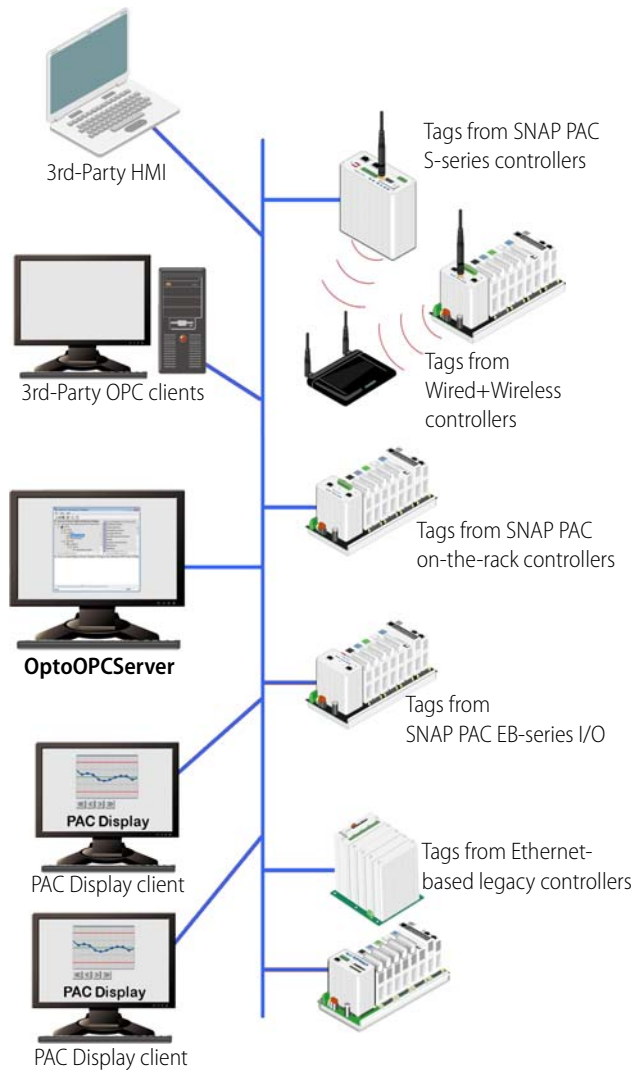 3rd-Party HMI
Tags from SNAP PAC
S-series controllers
3rd-Party OPC clients
Tags from
Wired+Wireless
controllers
Tags from SNAP PAC
on-the-rack controllers
OptoOPCServer
Tags from
SNAP PAC EB-series I/O
PAC Display
PAC Display client
Tags from Ethernet-
based legacy controllers
PAC Display
PAC Display client